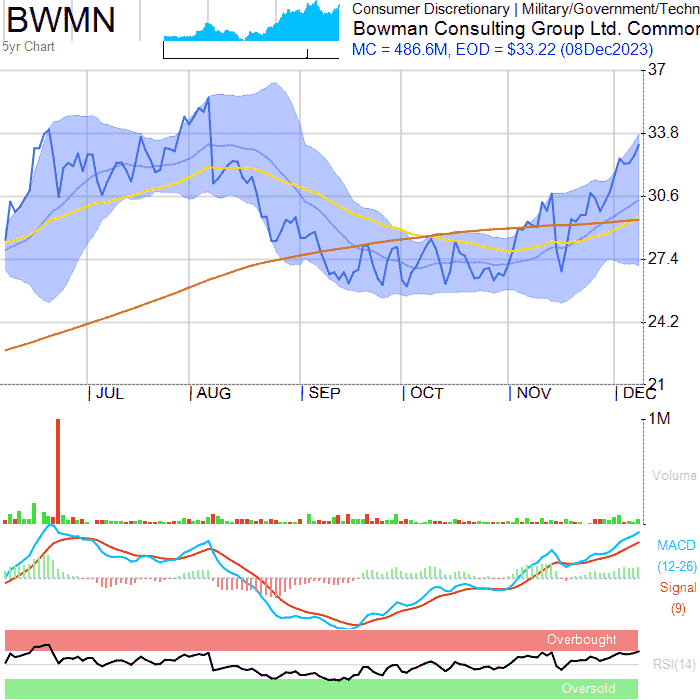 BWMN
5yr Chart
Consumer Discretionary | Military/Government/Techn
Bowman Consulting Group Ltd. Common
MC = 486.6M, EOD = $33.22 (08Dec2023)
37
33.8
30.6
27.4
24.2
21
JUL
AUG
SEP
OCT
NOV
DEC
1M
Volume
MACD
(12-26)
Signal
(9)
Overbought
RSI(14)
Oversold